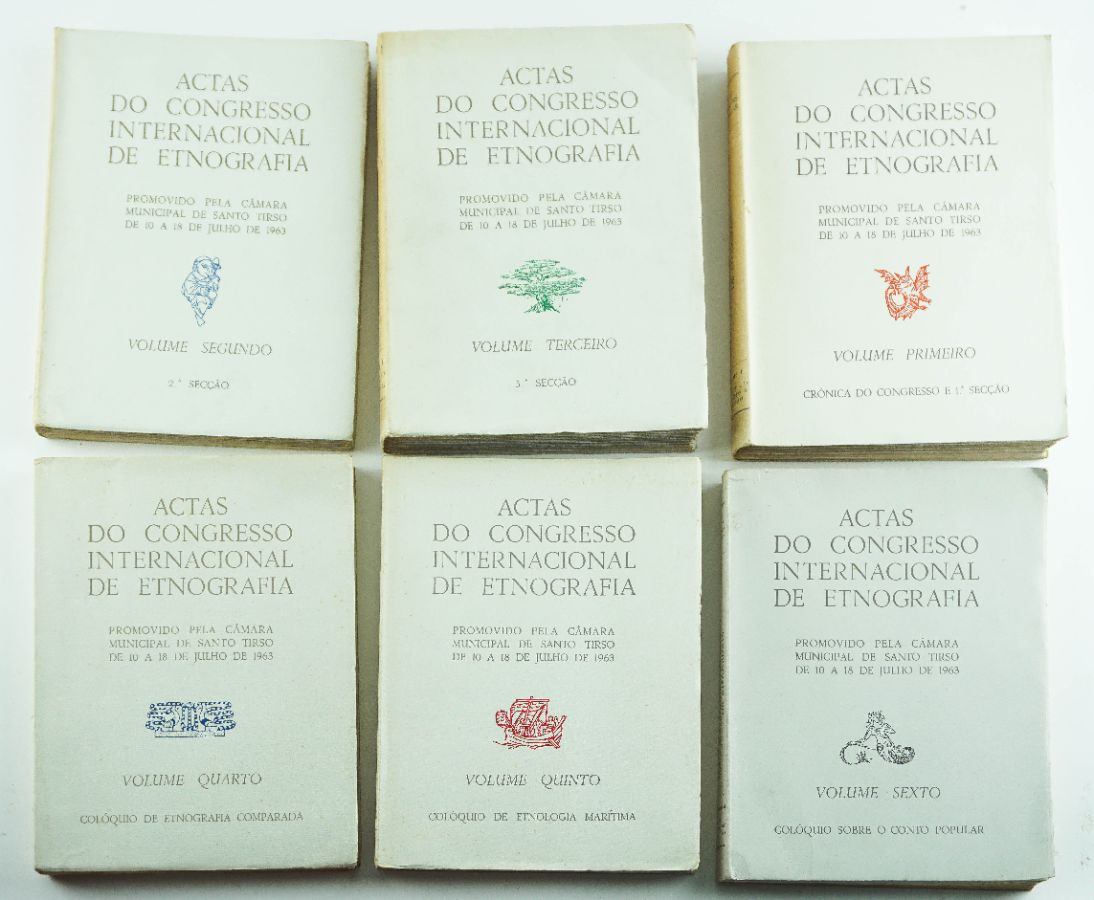 ACTAS
DO CONGRESSO
INTERNACIONAL
DE ETNOGRAFIA
PROMOVIDO PELA CÂMARA
MUNICIPAL DE SANTO TIRSO
DE 10 A 18 DE JULHO DE 1963
VOLUME SEGUNDO
2.ª SECÇÃO
ACTAS
DO CONGRESSO
INTERNACIONAL
DE ETNOGRAFIA
PROMOVIDO PELA CÂMARA
MUNICIPAL DE SANTO TIRSO
DE 10 A 18 DE JULHO DE 1963
VOLUME TERCEIRO
3.ª SECÇÃO
ACTAS
DO CONGRESSO
INTERNACIONAL
DE ETNOGRAFIA
PROMOVIDO PELA CÂMARA
MUNICIPAL DE SANTO TIRSO
DE 10 A 18 DE JULHO DE 1963
VOLUME PRIMEIRO
CRÓNICA DO CONGRESSO E 1.ª SECÇÃO
ACTAS
DO CONGRESSO
INTERNACIONAL
DE ETNOGRAFIA
PROMOVIDO PELA CÂMARA
MUNICIPAL DE SANTO TIRSO
DE 10 A 18 DE JULHO DE 1963
VOLUME QUARTO
COLÓQUIO DE ETNOGRAFIA COMPARADA
ACTAS
DO CONGRESSO
INTERNACIONAL
DE ETNOGRAFIA
PROMOVIDO PELA CÂMARA
MUNICIPAL DE SANTO TIRSO
DE 10 A 18 DE JULHO DE 1963
VOLUME QUINTO
COLÓQUIO DE ETNOLOGIA MARÍTIMA
ACTAS
DO CONGRESSO
INTERNACIONAL
DE ETNOGRAFIA
PROMOVIDO PELA CÂMARA
MUNICIPAL DE SANTO TIRSO
DE 10 A 18 DE JULHO DE 1963
VOLUME SEXTO
COLÓQUIO SOBRE O CONTO POPULAR